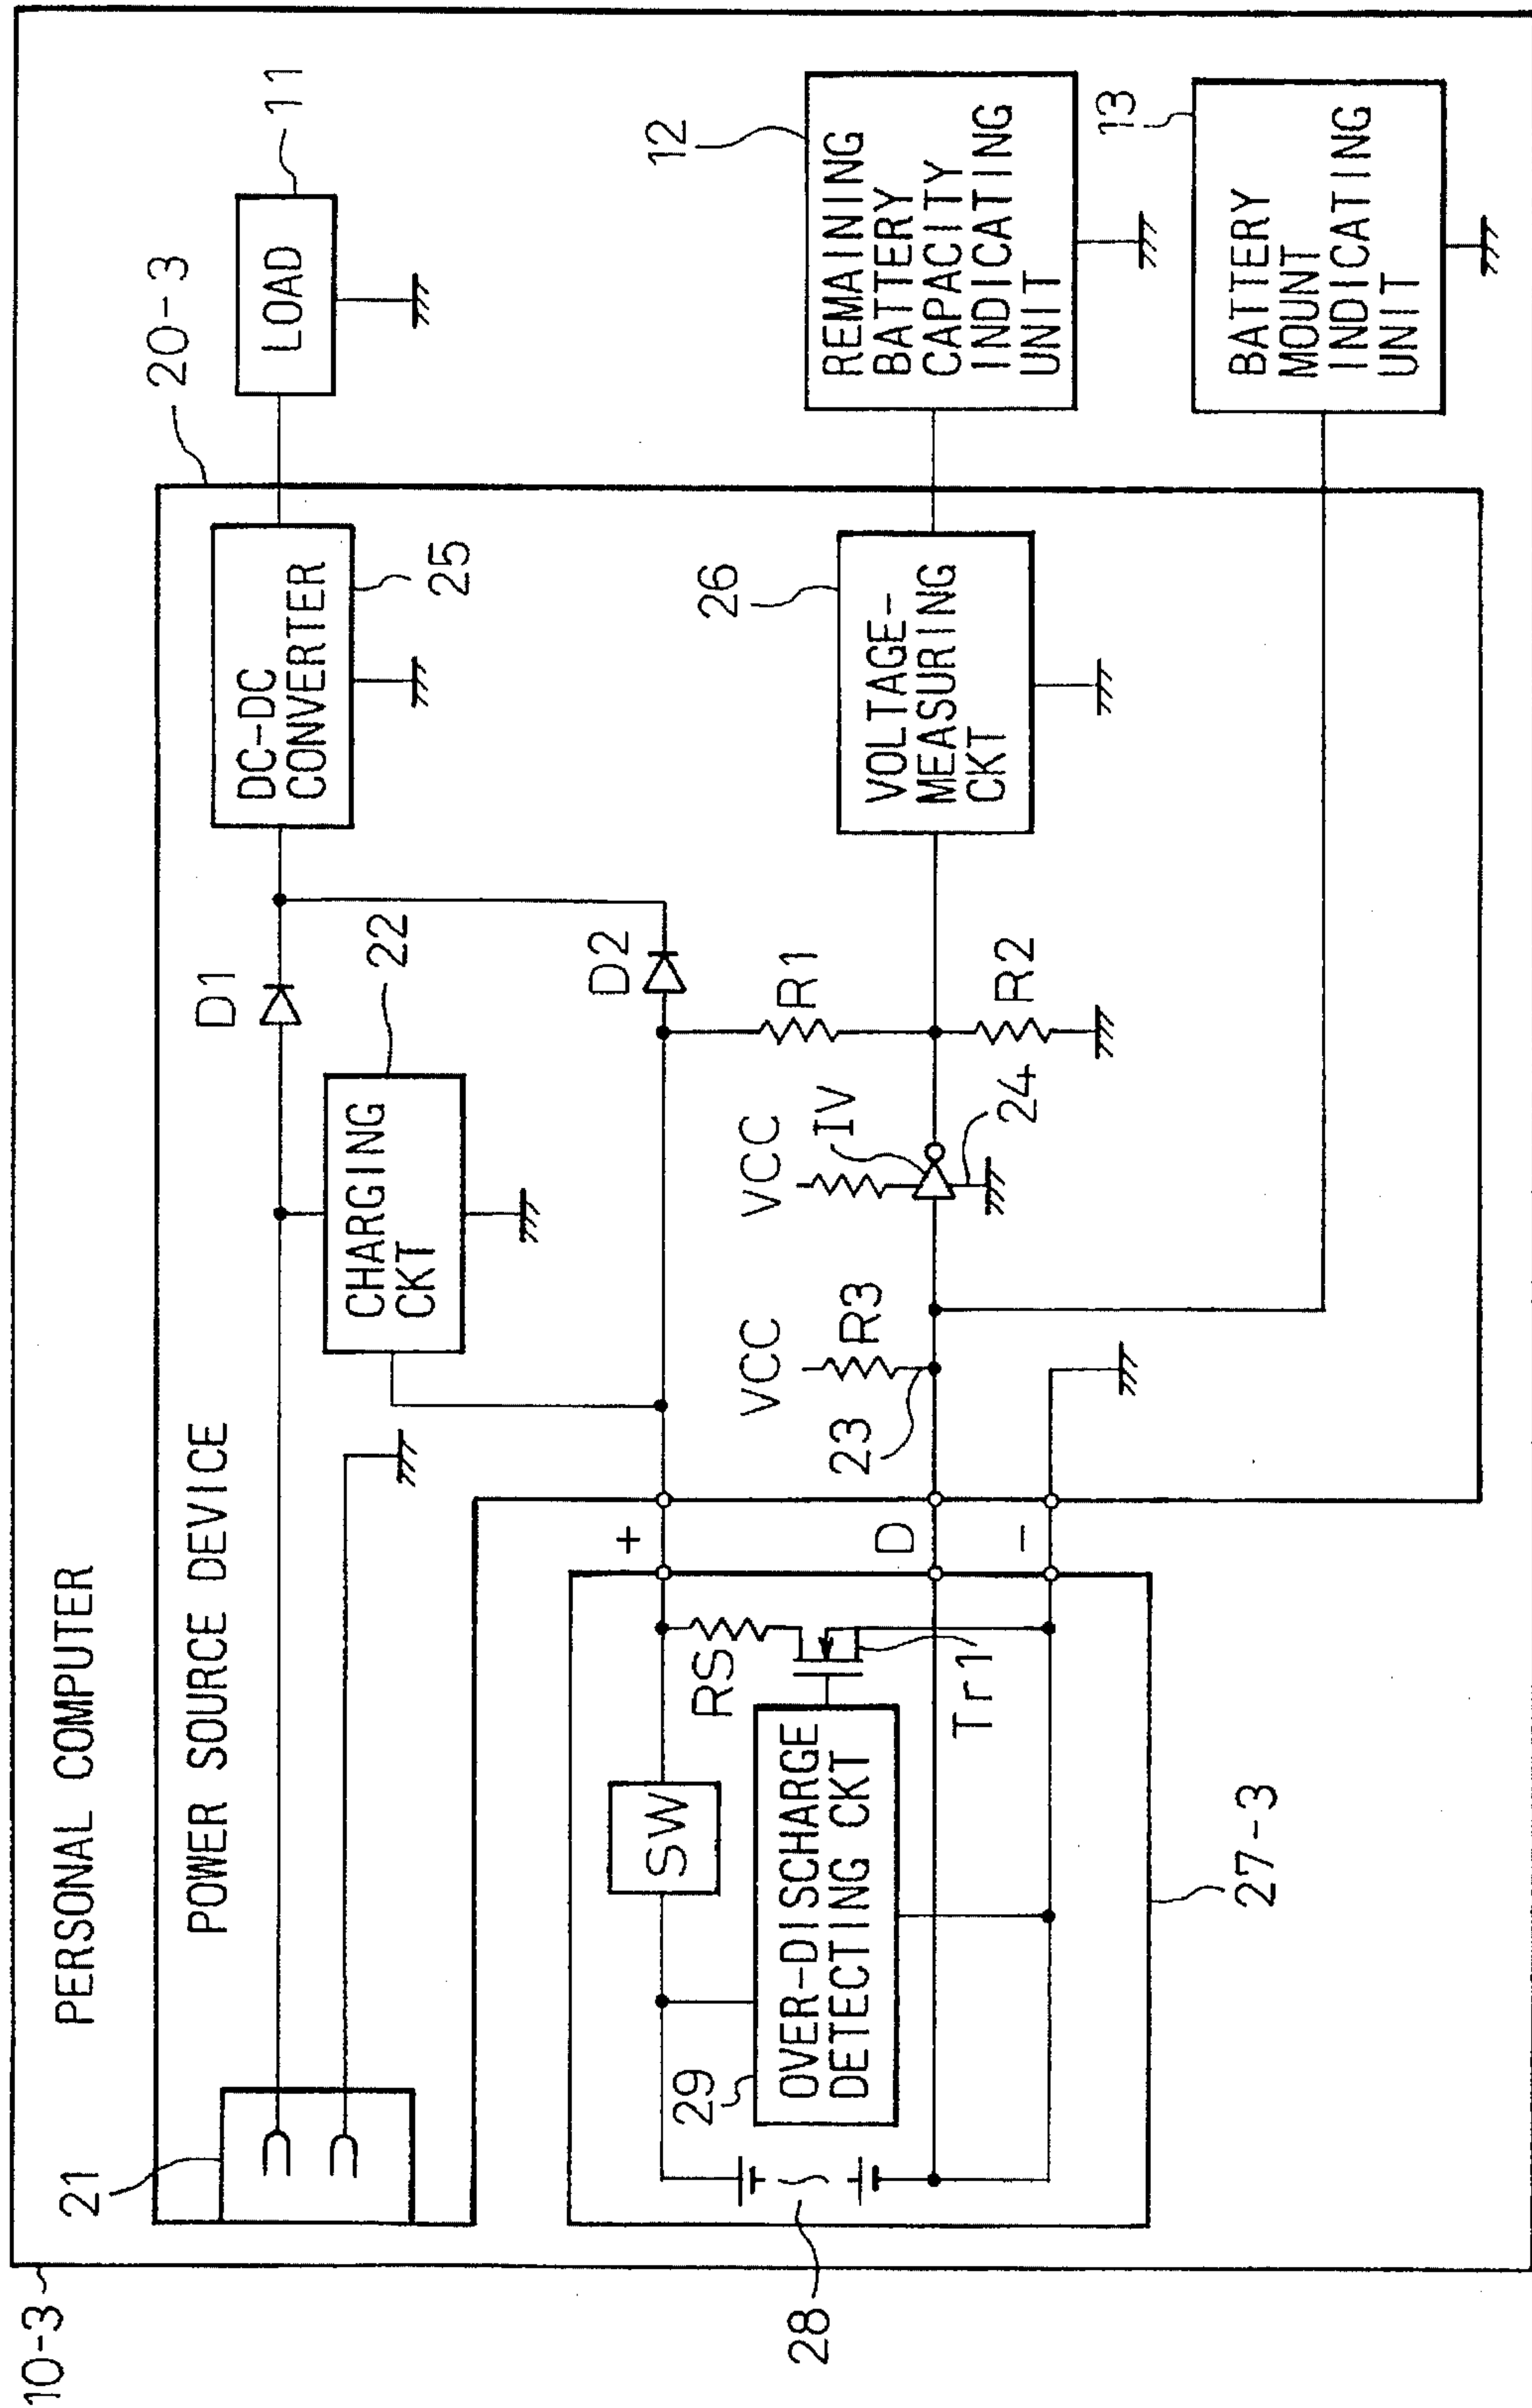 10-3
PERSONAL COMPUTER
21
POWER SOURCE DEVICE
20-3
D1
22
CHARGING
CKT
DC-DC
CONVERTER
25
LOAD
11
D2
R1
R2
VCC
R3
23
VCC
IV
24
26
VOLTAGE-
MEASURING
CKT
12
REMAINING
BATTERY
CAPACITY
INDICATING
UNIT
13
BATTERY
MOUNT
INDICATING
UNIT
+
D
-
SW
RS
29
OVER-DISCHARGE
DETECTING CKT
Tr1
28
27-3